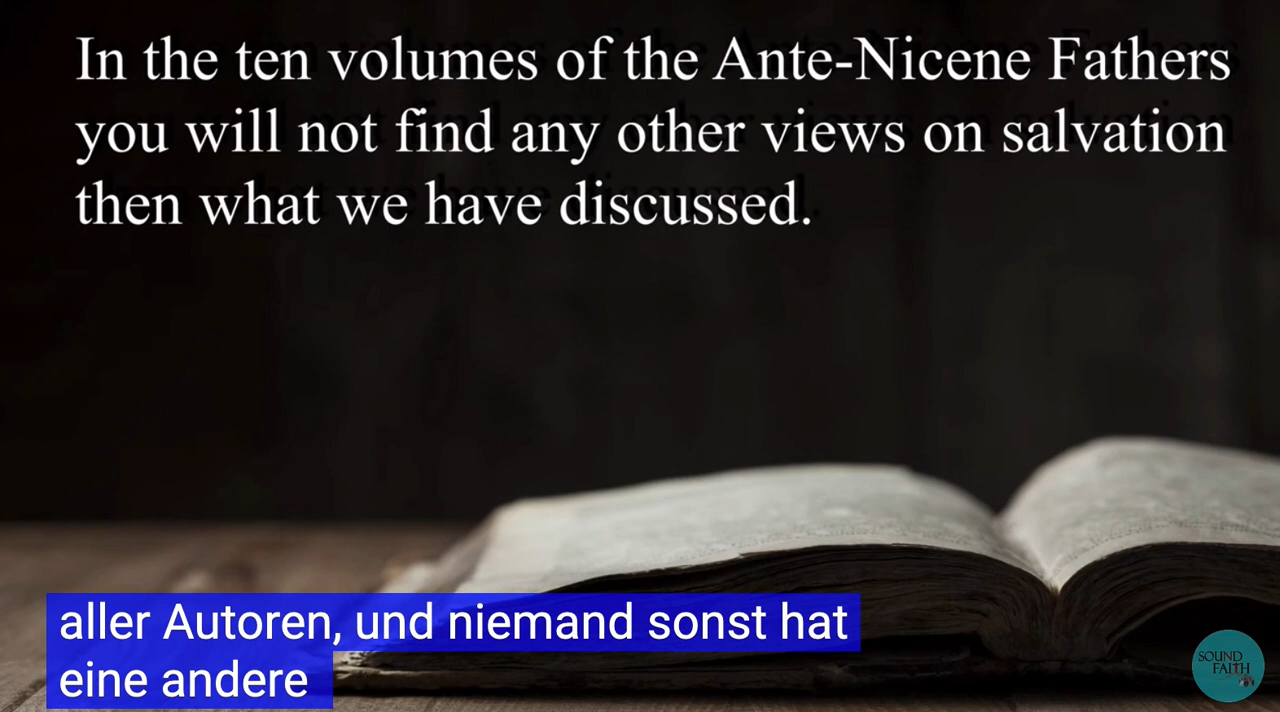 In the ten volumes of the Ante-Nicene Fathers
you will not find any other views on salvation
then what we have discussed.
aller Autoren, und niemand sonst hat
eine andere
SOUND
FAITH